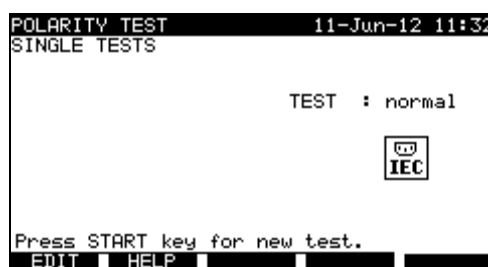 POLARITY TEST 11-Jun-12 11:32
SINGLE TESTS
TEST : normal
IEC
Press START key for new test.
EDIT HELP